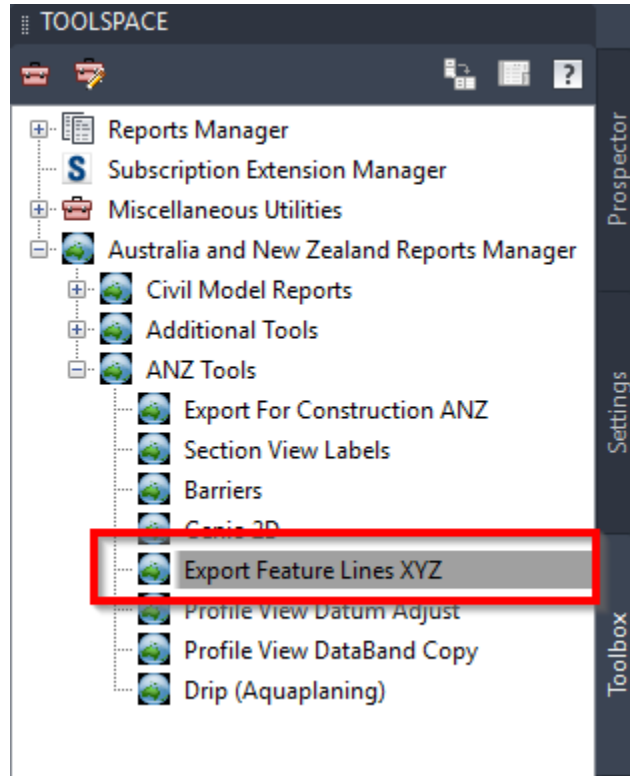 TOOLSPACE
?
Reports Manager
S Subscription Extension Manager
Miscellaneous Utilities
Australia and New Zealand Reports Manager
Civil Model Reports
Additional Tools
ANZ Tools
Export For Construction ANZ
Section View Labels
Barriers
Genio 2D
Export Feature Lines XYZ
Profile View Datum Adjust
Profile View DataBand Copy
Drip (Aquaplaning)
Prospector
Settings
Toolbox